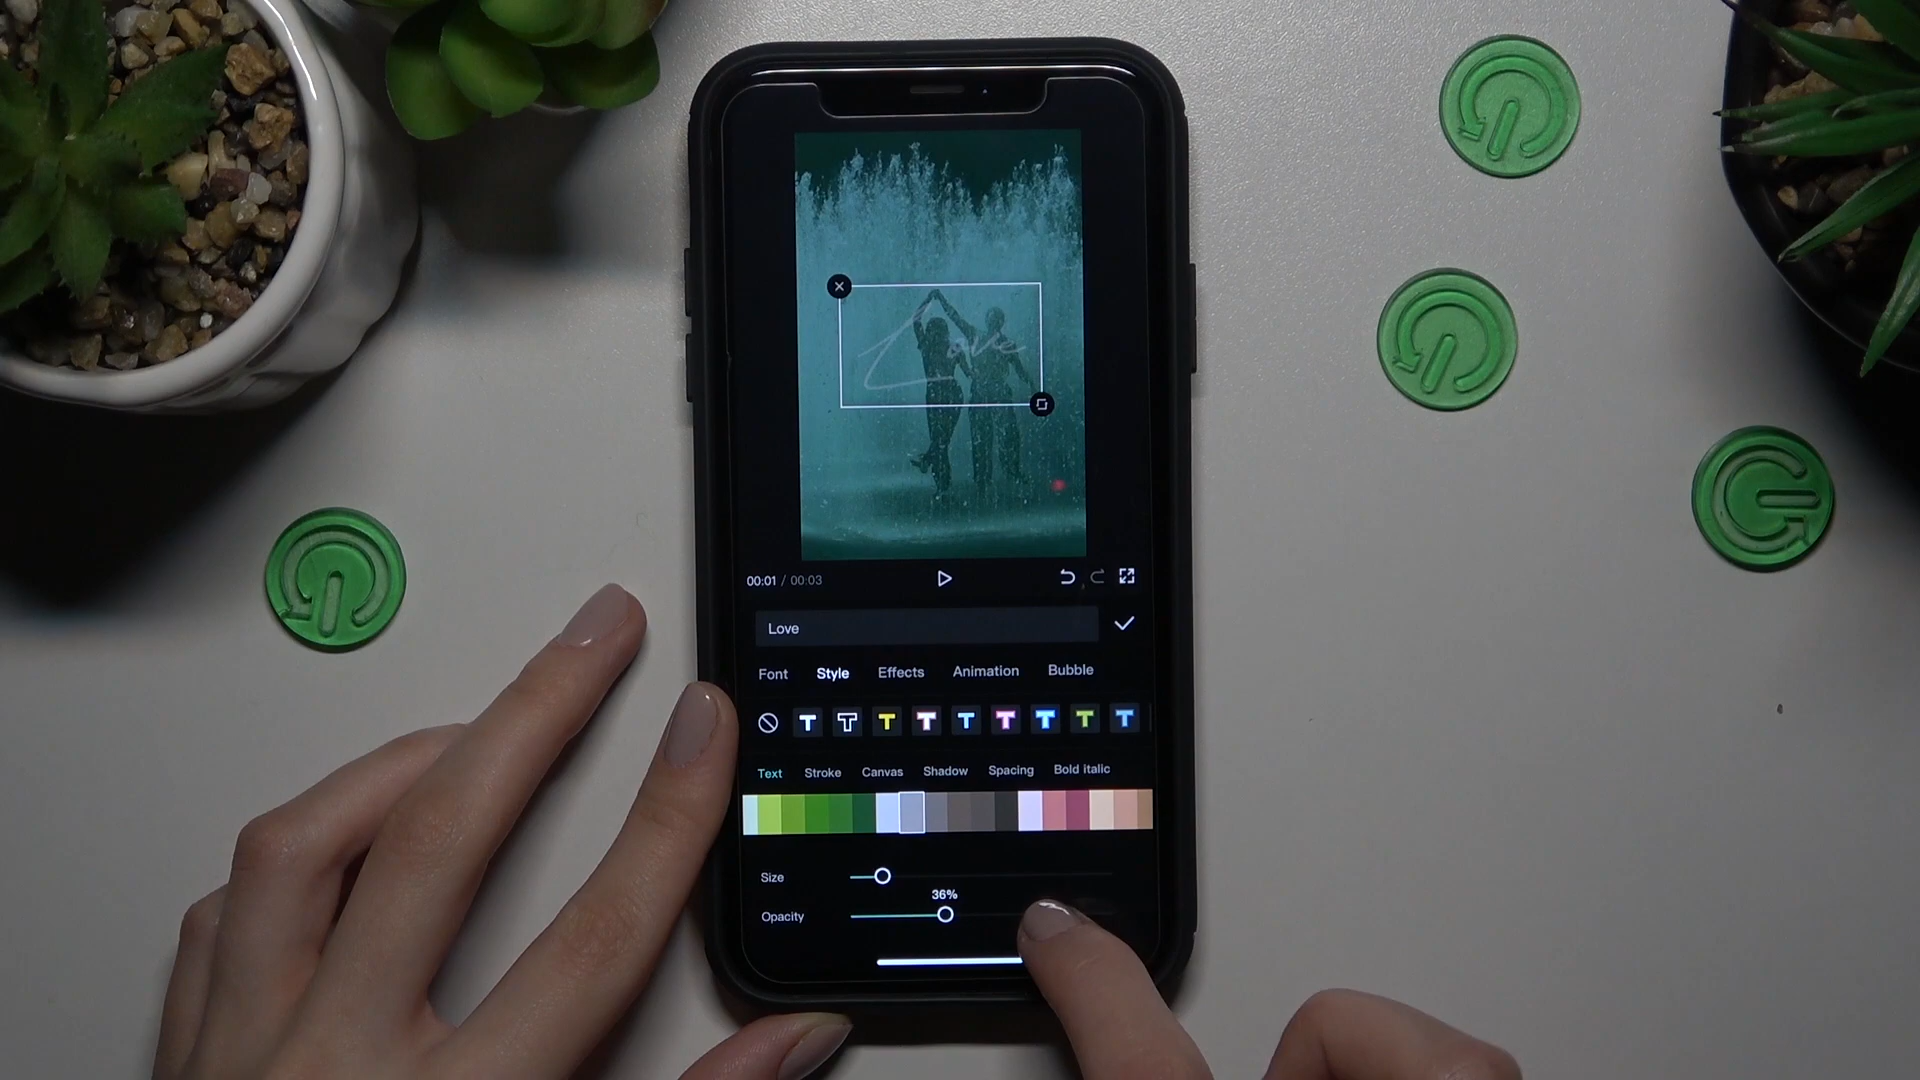 Love
00:01 / 00:03
Love
Font Style Effects Animation Bubble
T T T T T T T T T
Text Stroke Canvas Shadow Spacing Bold italic
Size
36%
Opacity